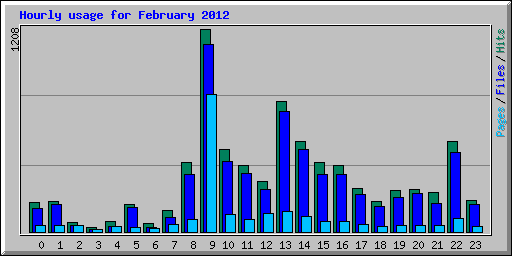 Hourly usage for February 2012
1208
Pages / Files / Hits
0 1 2 3 4 5 6 7 8 9 10 11 12 13 14 15 16 17 18 19 20 21 22 23